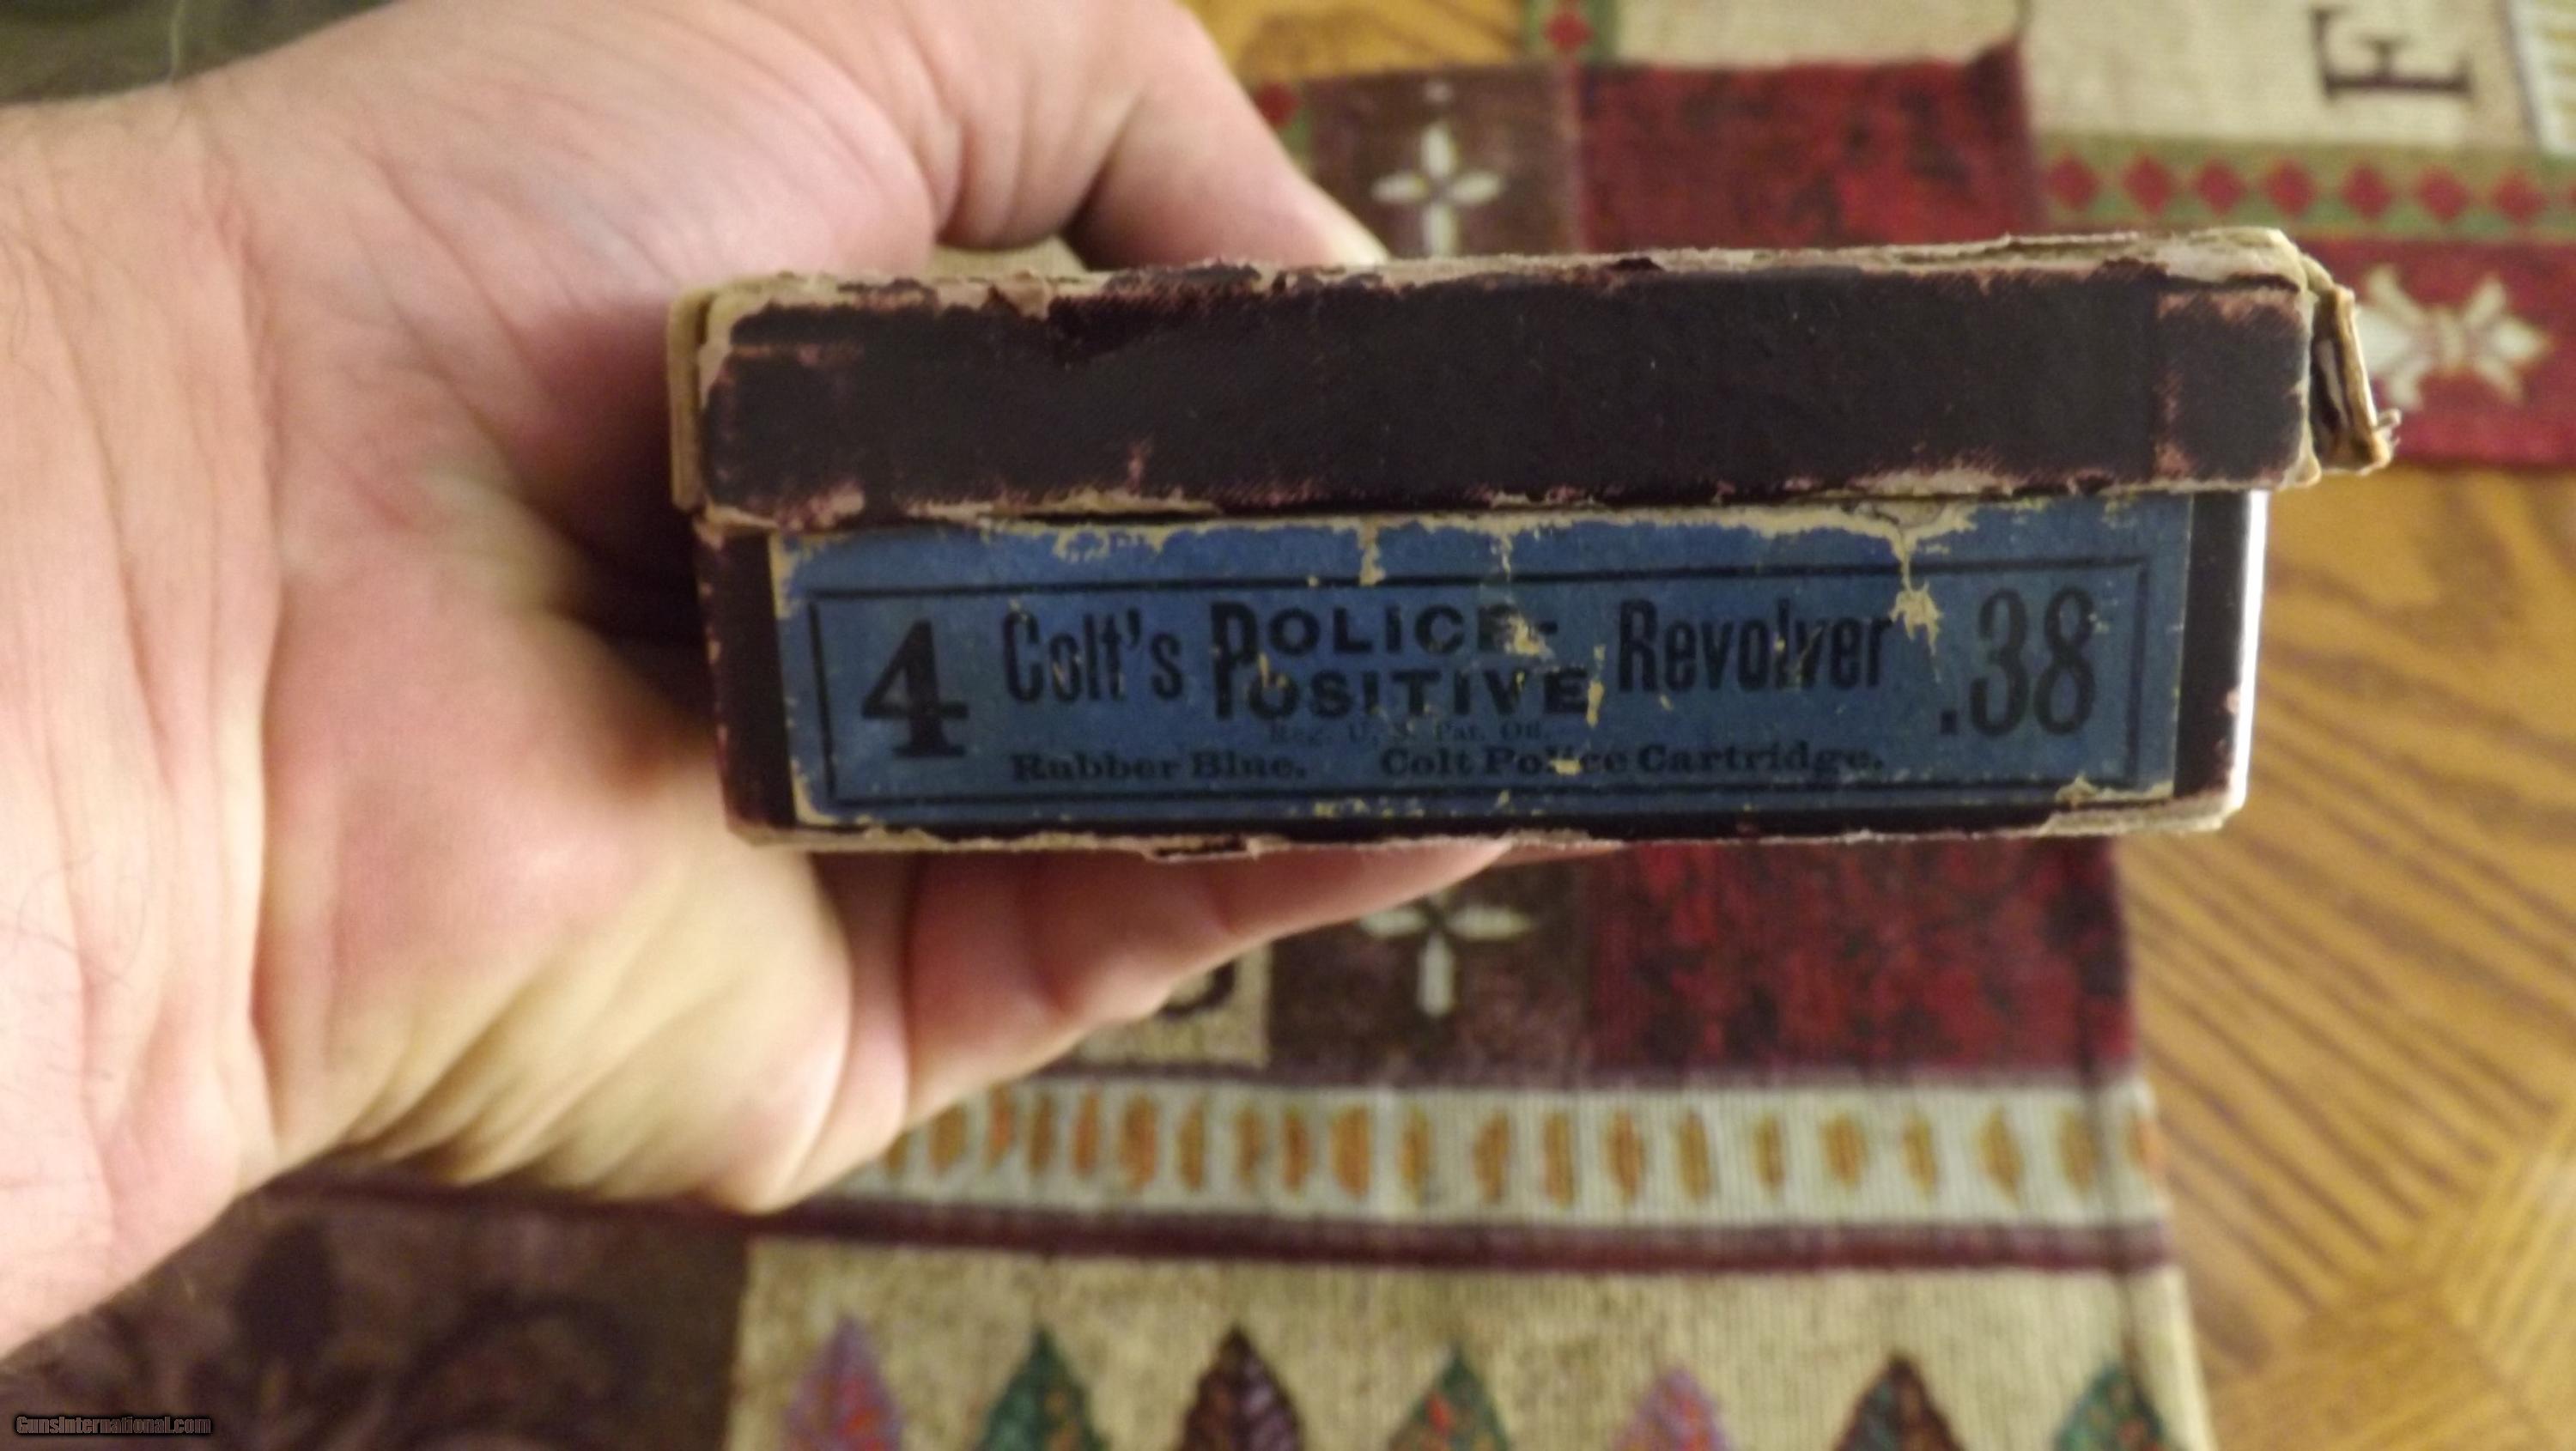 E
4 Colt's POLICE- POSITIVE Revolver .38
Reg. U. S. Pat. Off.
Rubber Blue. Colt Police Cartridge.
GunsInternational.com